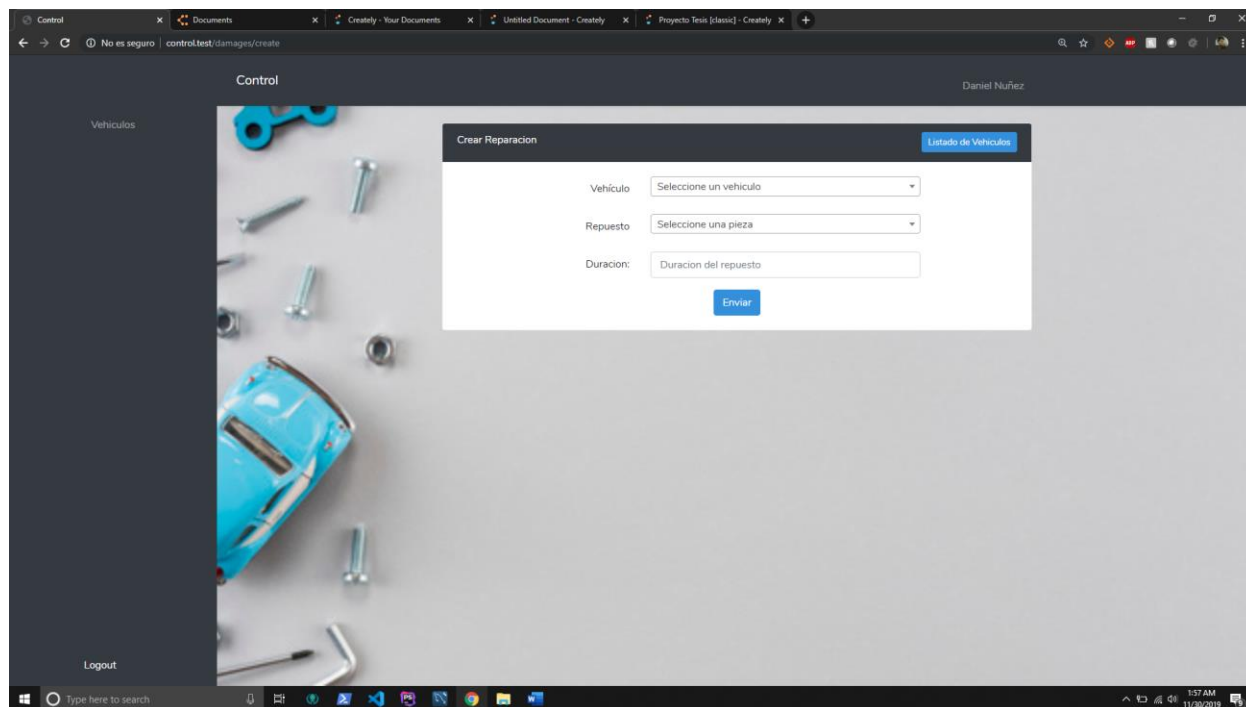 Control
Documents
Creately - Your Documents
Untitled Document - Creately
Proyecto Tesis [classic] - Creately
No es seguro | control.test/damages/create
ABP
Control
Daniel Nuñez
Vehiculos
Crear Reparacion
Listado de Vehiculos
Vehículo
Seleccione un vehiculo
Repuesto
Seleccione una pieza
Duracion:
Duracion del repuesto
Enviar
Logout
Type here to search
PS
1:57 AM
11/30/2019